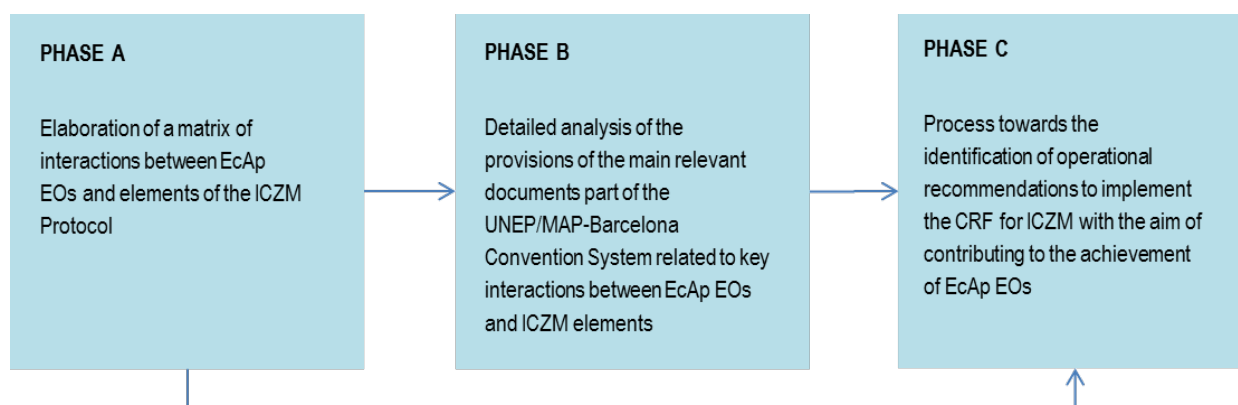 PHASE A
Elaboration of a matrix of
interactions between EcAp
EOs and elements of the ICZM
Protocol
PHASE B
Detailed analysis of the
provisions of the main relevant
documents part of the
UNEP/MAP-Barcelona
Convention System related to key
interactions between EcAp EOs
and ICZM elements
PHASE C
Process towards the
identification of operational
recommendations to implement
the CRF for ICZM with the aim of
contributing to the achievement
of EcAp EOs